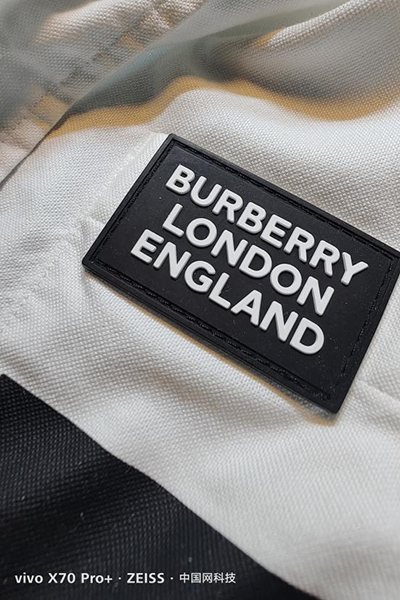 BURBERRY
LONDON
ENGLAND
vivo X70 Pro+ · ZEISS · 中国网科技